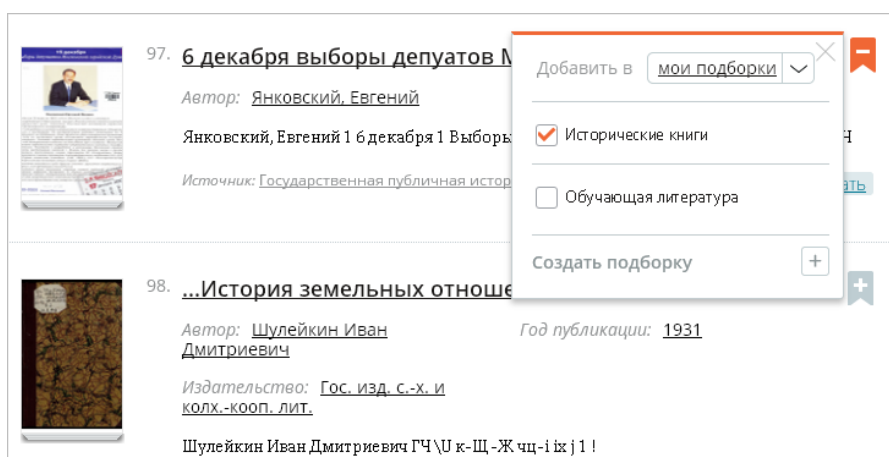 97. 6 декабря выборы депутатов
Автор: Янковский, Евгений
Янковский, Евгений 1 6 декабря 1 Выборы
Источник: Государственная публичная истор
Добавить в мои подборки
Исторические книги
Обучающая литература
Создать подборку
98. ...История земельных отноше
Автор: Шулейкин Иван Дмитриевич
Год публикации: 1931
Издательство: Гос. изд. с.-х. и
колх.-кооп. лит.
Шулейкин Иван Дмитриевич ГЧ \U к-Щ -Ж чц-i ix j 1 !